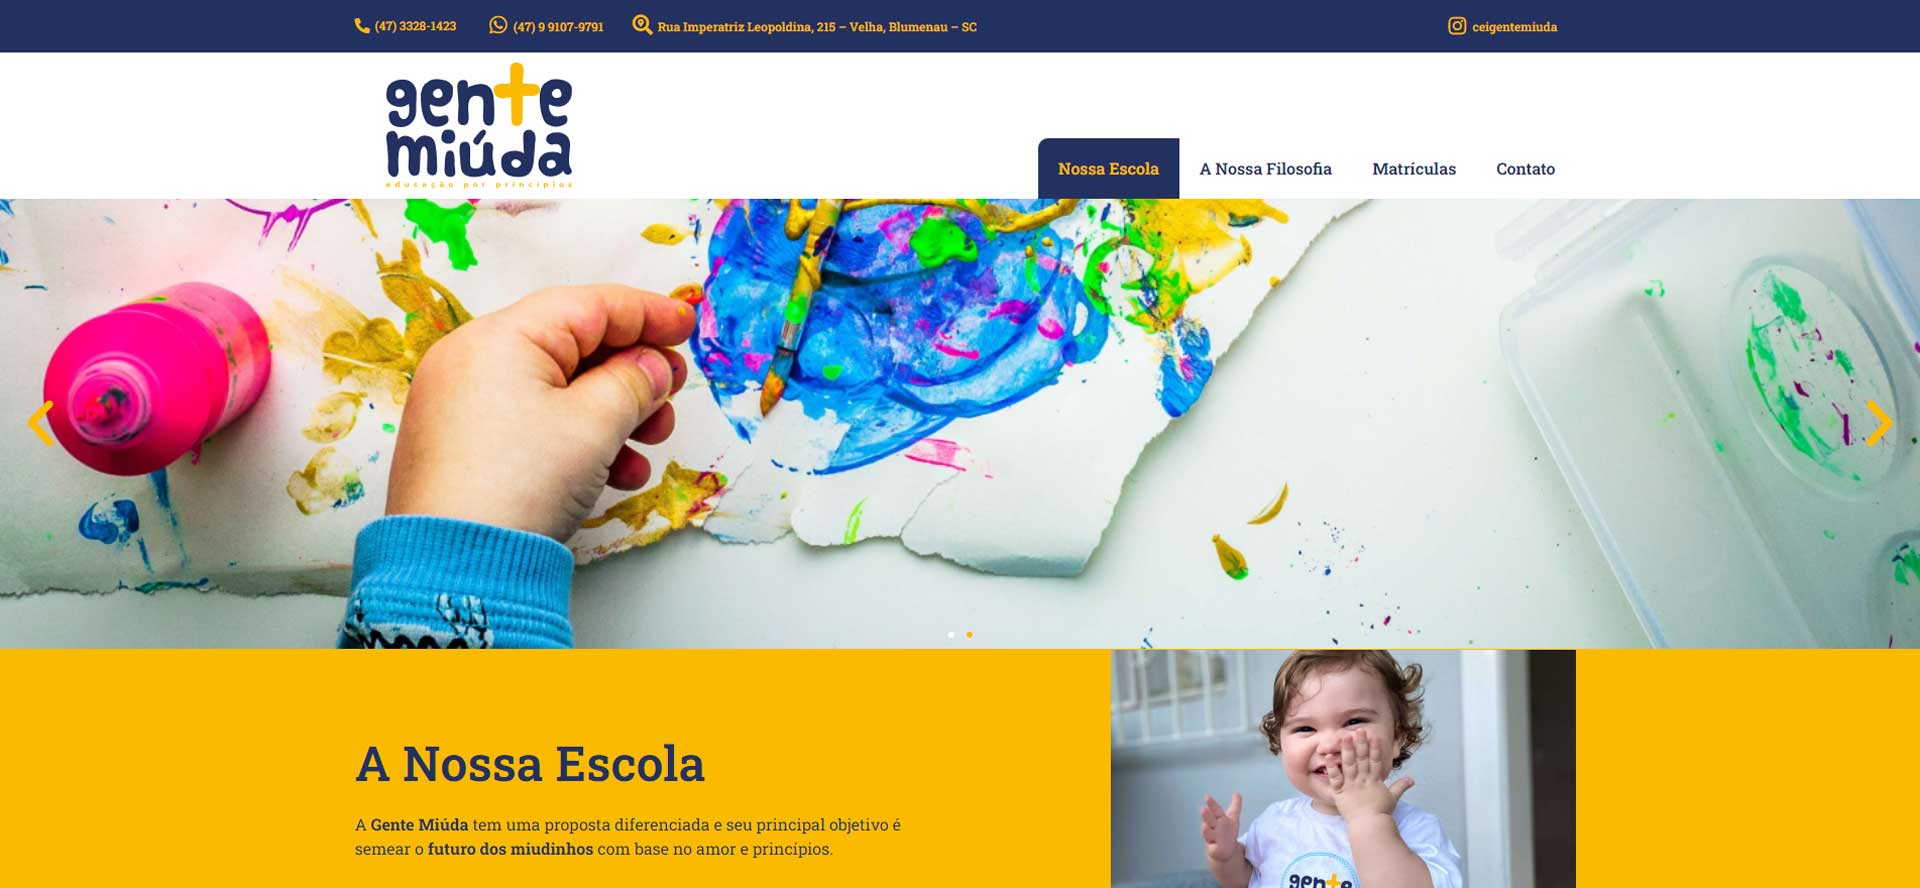 (47) 3328-1423
(47) 9 9107-9791
Rua Imperatriz Leopoldina, 215 – Velha, Blumenau – SC
ceigentemiuda
gente
miúda
educação por princípios
Nossa Escola
A Nossa Filosofia
Matrículas
Contato
A Nossa Escola
A Gente Miúda tem uma proposta diferenciada e seu principal objetivo é
semear o futuro dos miudinhos com base no amor e princípios.
gente